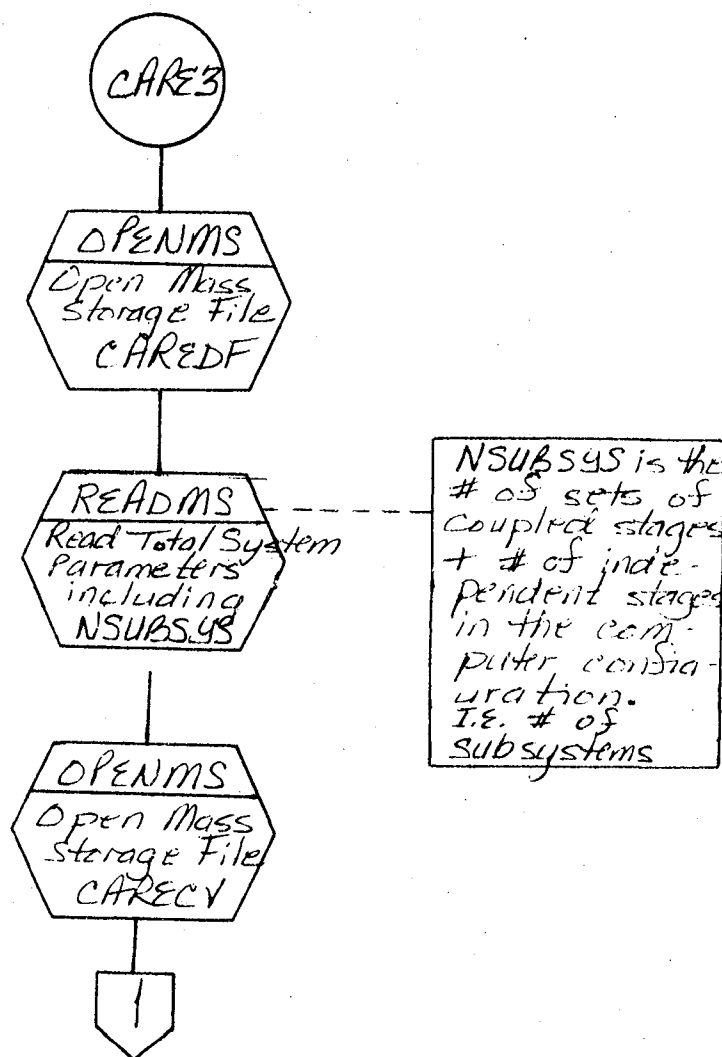 CARE3
OPENMS
Open Mass
Storage File
CAREDF
READMS
Read Total System
Parameters
including
NSUBSYS
NSUBSYS is the
# of sets of
Coupled stages
+ # of inde-
pendent stages
in the com-
puter config-
uration.
I.E. # of
subsystems
OPENMS
Open Mass
Storage File
CARECV
1